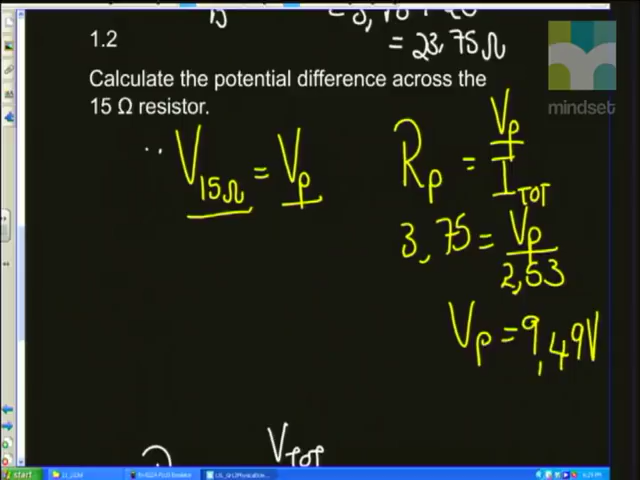 = 23,75Ω
1.2
Calculate the potential difference across the
15 Ω resistor.
mindset
V15Ω = Vp
Rp = Vp / ITOT
3,75 = Vp / 2,53
Vp = 9,49V
VTOT
start